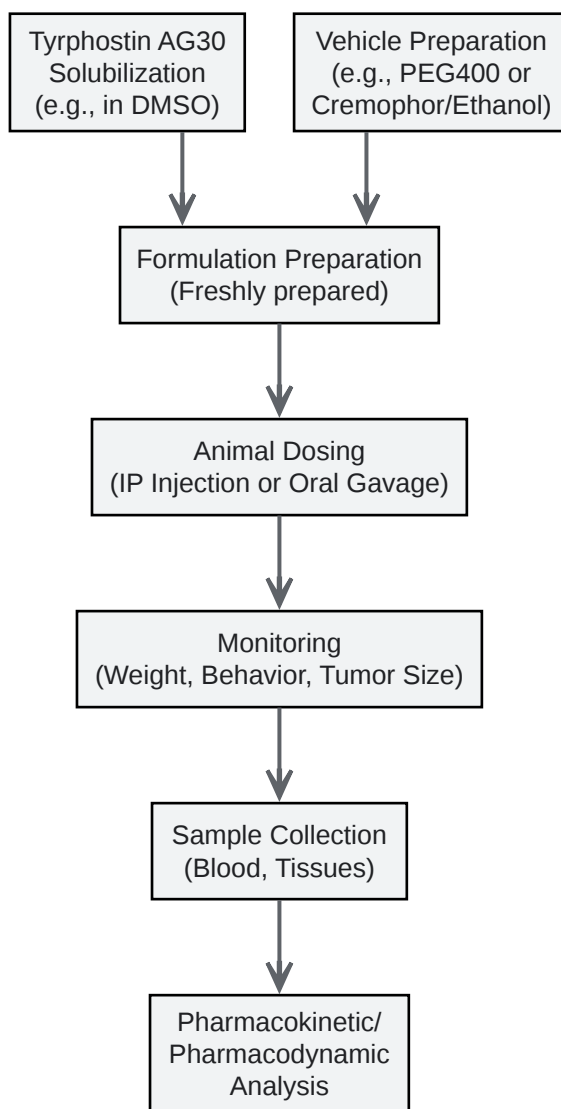 Tyrphostin AG30
Solubilization
(e.g., in DMSO)
Vehicle Preparation
(e.g., PEG400 or
Cremophor/Ethanol)
Formulation Preparation
(Freshly prepared)
Animal Dosing
(IP Injection or Oral Gavage)
Monitoring
(Weight, Behavior, Tumor Size)
Sample Collection
(Blood, Tissues)
Pharmacokinetic/
Pharmacodynamic
Analysis